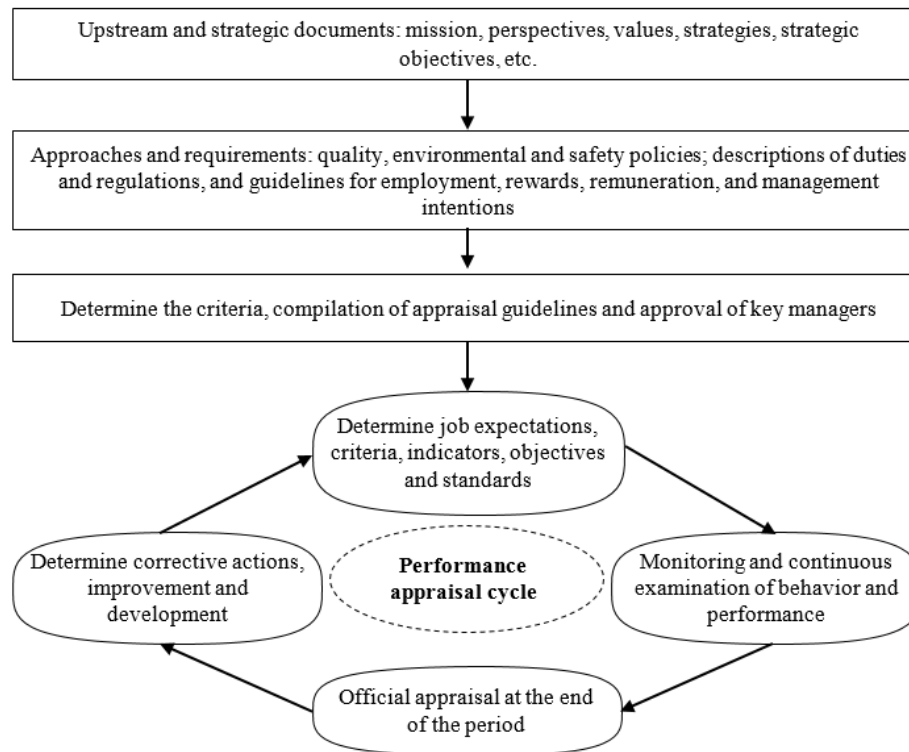 Upstream and strategic documents: mission, perspectives, values, strategies, strategic
objectives, etc.
Approaches and requirements: quality, environmental and safety policies; descriptions of duties
and regulations, and guidelines for employment, rewards, remuneration, and management
intentions
Determine the criteria, compilation of appraisal guidelines and approval of key managers
Determine job expectations,
criteria, indicators, objectives
and standards
Determine corrective actions,
improvement and
development
Performance
appraisal cycle
Monitoring and continuous
examination of behavior and
performance
Official appraisal at the end
of the period